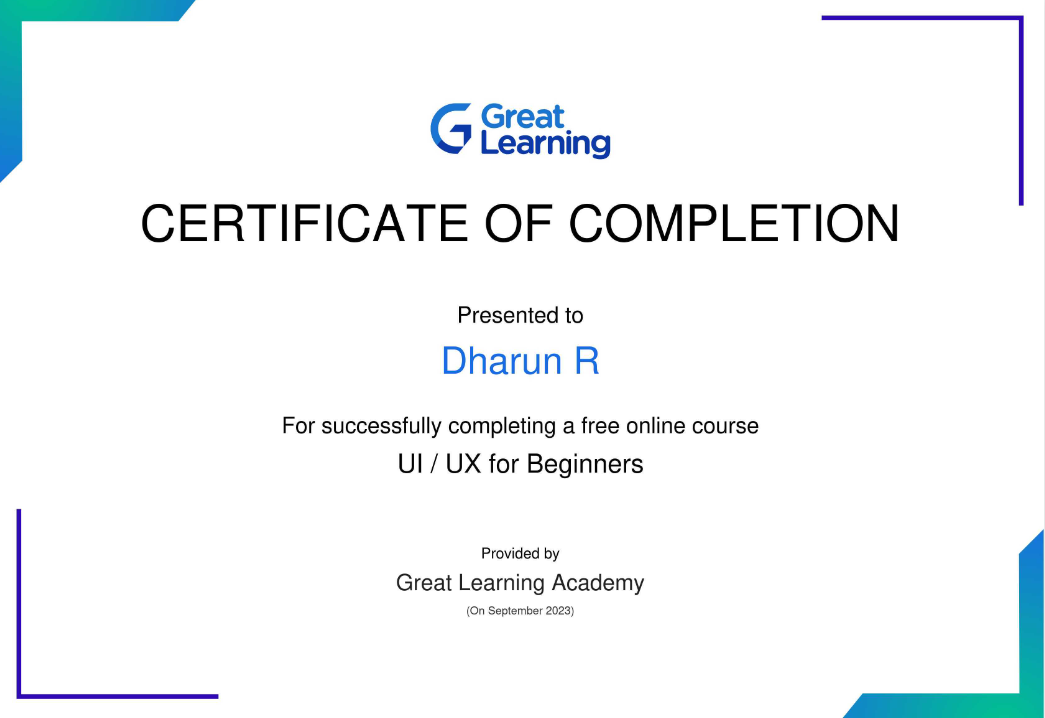 Great
Learning
CERTIFICATE OF COMPLETION
Presented to
Dharun R
For successfully completing a free online course
UI / UX for Beginners
Provided by
Great Learning Academy
(On September 2023)